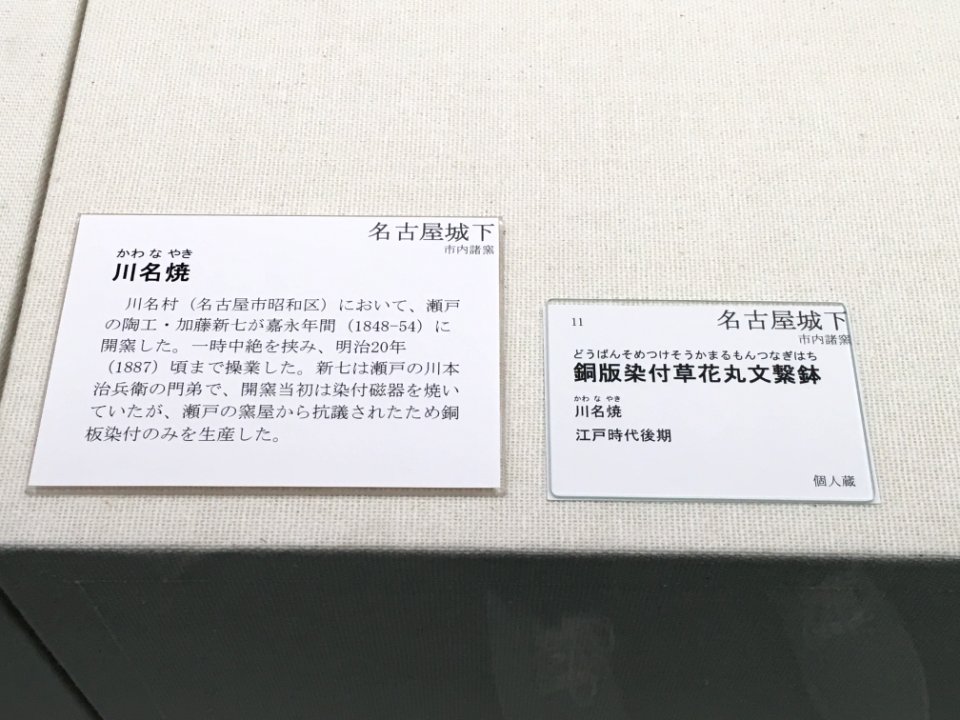 名古屋城下
市内諸窯
かわ な やき
川名焼
川名村（名古屋市昭和区）において、瀬戸
の陶工・加藤新七が嘉永年間（1848-54）に
開窯した。一時中絶を挟み、明治20年
（1887）頃まで操業した。新七は瀬戸の川本
治兵衛の門弟で、開窯当初は染付磁器を焼い
ていたが、瀬戸の窯屋から抗議されたため銅
板染付のみを生産した。
11
名古屋城下
市内諸窯
どうばんそめつけそうかまるもんつなぎはち
銅版染付草花丸文繋鉢
かわ な やき
川名焼
江戸時代後期
個人蔵